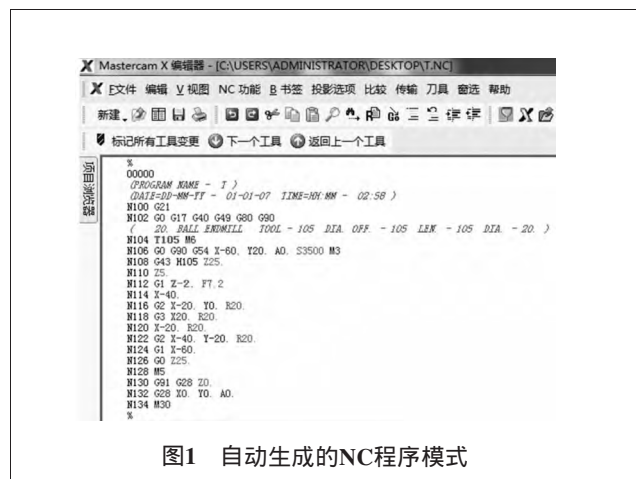 Mastercam X 编辑器 - [C:\USERS\ADMINISTRATOR\DESKTOP\T.NC]
F文件 编辑 V 视图 NC 功能 B 书签 投影选项 比较 传输 刀具 窗选 帮助
新建
标记所有工具变更 下一个工具 返回上一个工具
项目浏览器
%
O0000
(PROGRAM NAME - T )
(DATE=DD-MM-YY - 01-01-07 TIME=HH:MM - 02:58 )
N100 G21
N102 G0 G17 G40 G49 G80 G90
( 20. BALL ENDMILL TOOL - 105 DIA. OFF. - 105 LEN. - 105 DIA. - 20. )
N104 T105 M6
N106 G0 G90 G54 X-60. Y20. A0. S3500 M3
N108 G43 H105 Z25.
N110 Z5.
N112 G1 Z-2. F7.2
N114 X-40.
N116 G2 X-20. Y0. R20.
N118 G3 X20. R20.
N120 X-20. R20.
N122 G2 X-40. Y-20. R20.
N124 G1 X-60.
N126 G0 Z25.
N128 M5
N130 G91 G28 Z0.
N132 G28 X0. Y0. A0.
N134 M30
%
图1 自动生成的NC程序模式